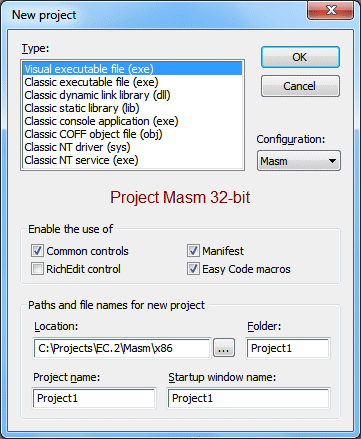 New project
Type:
Visual executable file (exe)
Classic executable file (exe)
Classic dynamic link library (dll)
Classic static library (lib)
Classic console application (exe)
Classic COFF object file (obj)
Classic NT driver (sys)
Classic NT service (exe)
OK
Cancel
Configuration:
Masm
Project Masm 32-bit
Enable the use of
Common controls
Manifest
RichEdit control
Easy Code macros
Paths and file names for new project
Location:
Folder:
C:\Projects\EC.2\Masm\x86
...
Project1
Project name:
Startup window name:
Project1
Project1